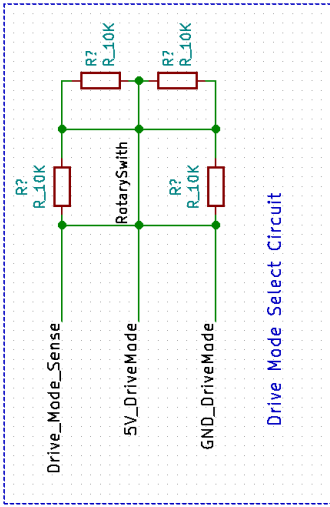 R?
R_10K
R?
R_10K
R?
R_10K
RotarySwith
R?
R_10K
Drive_Mode_Sense
5V_DriveMode
GND_DriveMode
Drive Mode Select Circuit